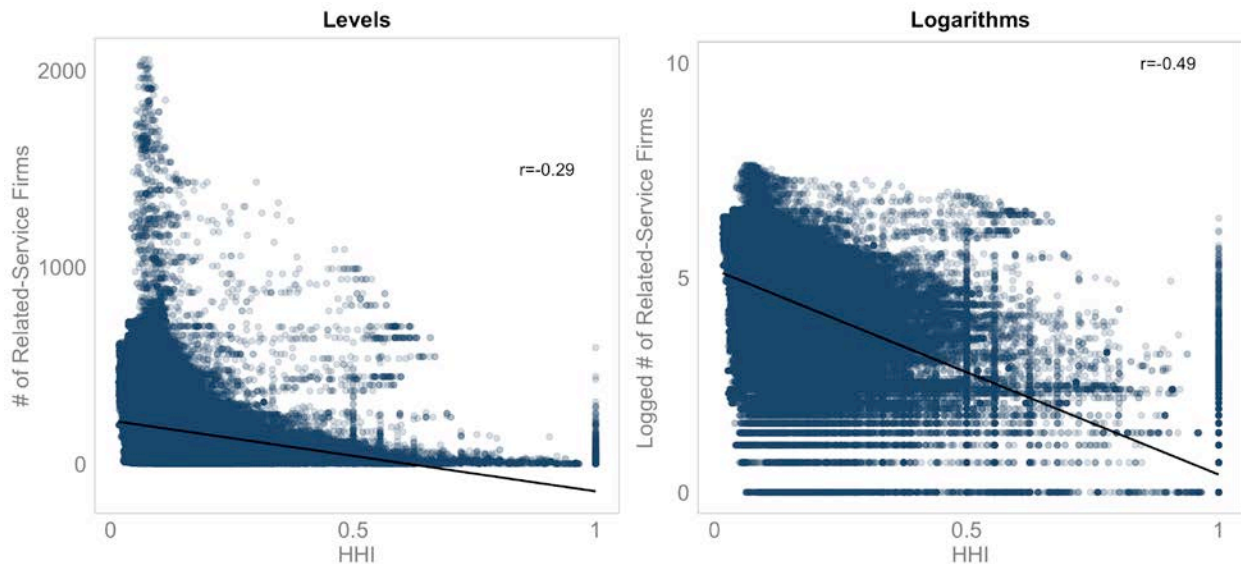 Levels
# of Related-Service Firms
2000
1000
0
r=-0.29
0
0.5
1
HHI
Logarithms
Logged # of Related-Service Firms
10
5
0
r=-0.49
0
0.5
1
HHI